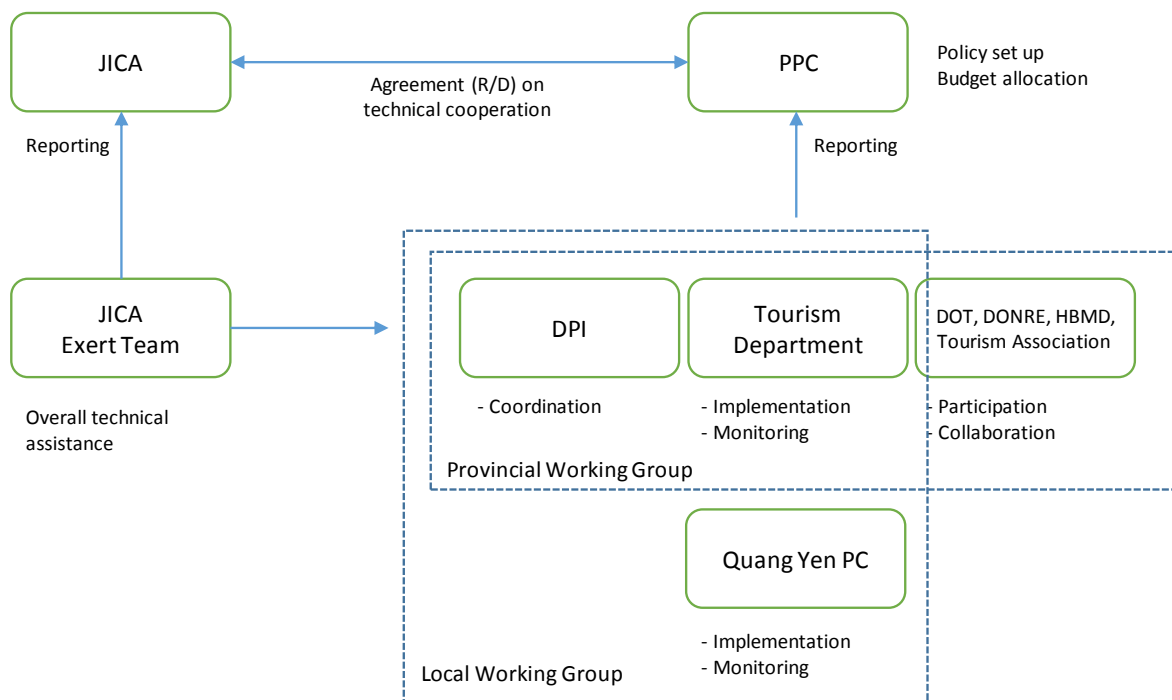 JICA
PPC
Agreement (R/D) on
technical cooperation
Policy set up
Budget allocation
Reporting
Reporting
JICA
Exert Team
DPI
Tourism
Department
DOT, DONRE, HBMD,
Tourism Association
Overall technical
assistance
- Coordination
- Implementation
- Monitoring
- Participation
- Collaboration
Provincial Working Group
Quang Yen PC
- Implementation
- Monitoring
Local Working Group